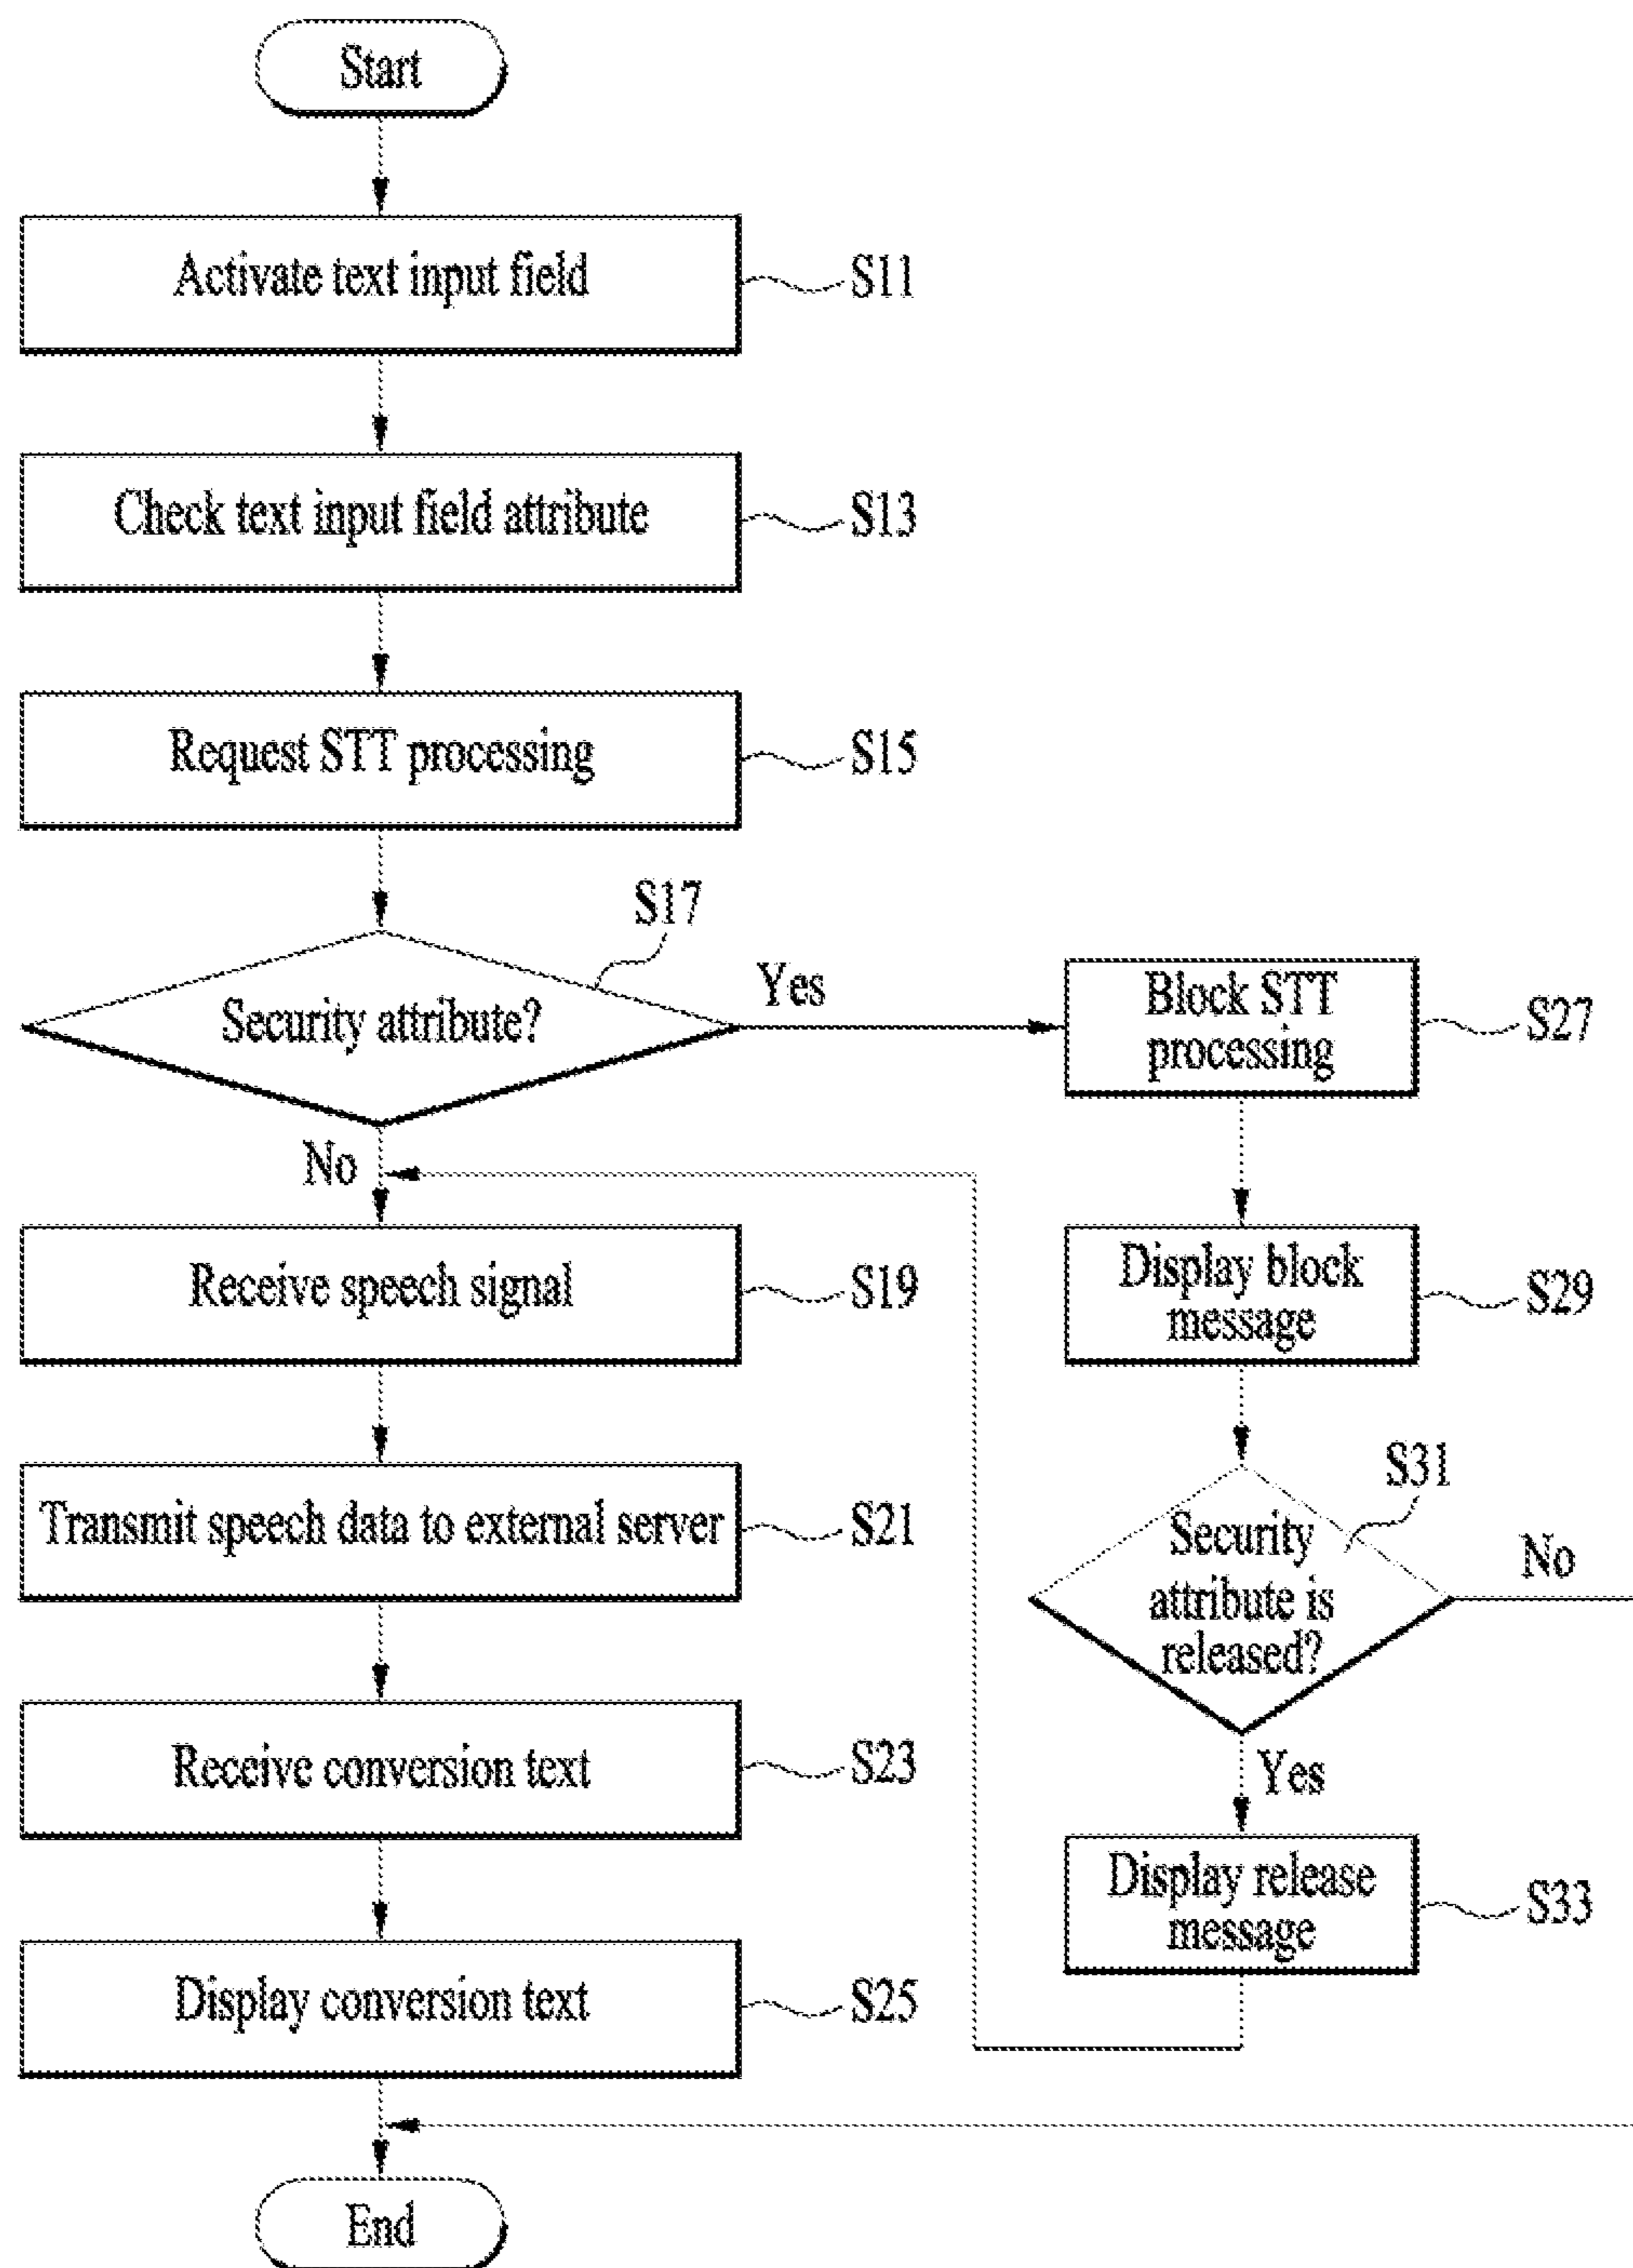 Start
Activate text input field
S11
Check text input field attribute
S13
Request STT processing
S15
S17
Security attribute?
Yes
No
Block STT
processing
S27
Receive speech signal
S19
Display block
message
S29
Transmit speech data to external server
S21
S31
Security
attribute is
released?
No
Yes
Receive conversion text
S23
Display release
message
S33
Display conversion text
S25
End